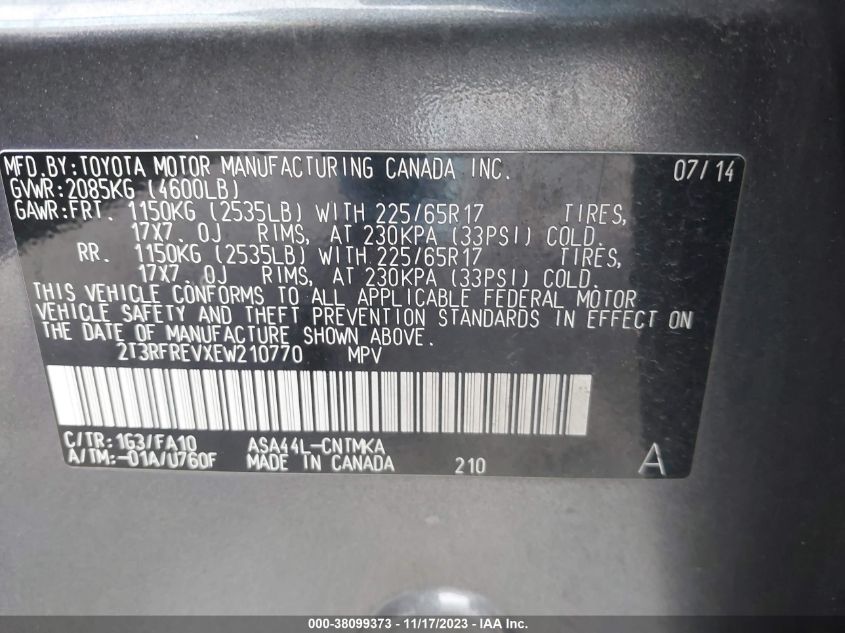 MFD.BY:TOYOTA MOTOR MANUFACTURING CANADA INC. 07/14
GVWR:2085KG (4600LB)
GAWR:FRT. 1150KG (2535LB) WITH 225/65R17 TIRES,
17X7.0J RIMS, AT 230KPA (33PSI) COLD.
RR. 1150KG (2535LB) WITH 225/65R17 TIRES,
17X7.0J RIMS, AT 230KPA (33PSI) COLD.
THIS VEHICLE CONFORMS TO ALL APPLICABLE FEDERAL MOTOR
VEHICLE SAFETY AND THEFT PREVENTION STANDARDS IN EFFECT ON
THE DATE OF MANUFACTURE SHOWN ABOVE.
2T3RFREVXEW210770 MPV
C/TR:1G3/FA10 ASA44L-CNTMKA
A/TM:-01A/U760F MADE IN CANADA 210 A
000-38099373 - 11/17/2023 - IAA Inc.